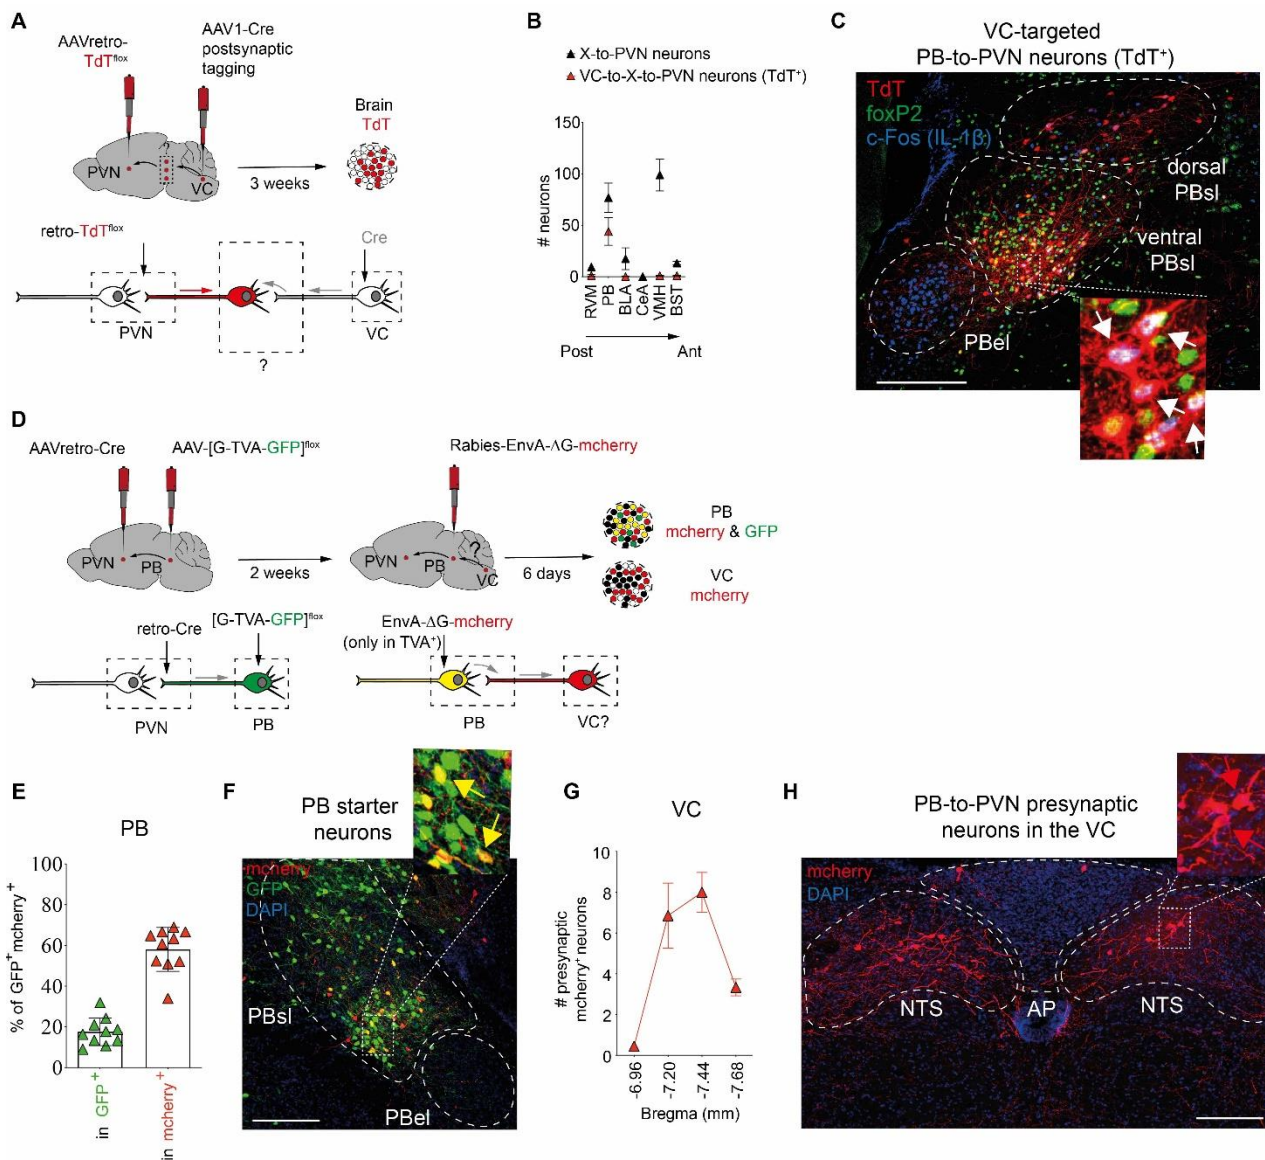 A
AAVretro-
TdTflox
AAV1-Cre
postsynaptic
tagging
Brain
TdT
?
PVN
VC
3 weeks
retro-TdTflox
Cre
PVN
?
VC
B
X-to-PVN neurons
VC-to-X-to-PVN neurons (TdT+)
150
100
50
0
# neurons
RVM
PB
BLA
CeA
VMH
BST
Post
Ant
C
VC-targeted
PB-to-PVN neurons (TdT+)
TdT
foxP2
c-Fos (IL-1β)
dorsal
PBsl
ventral
PBsl
PBel
D
AAVretro-Cre
AAV-[G-TVA-GFP]flox
Rabies-EnvA-ΔG-mcherry
PVN
PB
2 weeks
PVN
PB
?
VC
6 days
PB
mcherry & GFP
VC
mcherry
retro-Cre
[G-TVA-GFP]flox
EnvA-ΔG-mcherry
(only in TVA+)
PVN
PB
PB
VC?
E
PB
100
80
60
40
20
0
% of GFP+mcherry+
in GFP+
in mcherry+
F
PB starter
neurons
mcherry
GFP
DAPI
PBsl
PBel
G
VC
10
8
6
4
2
0
# presynaptic
mcherry+ neurons
-6.96
-7.20
-7.44
-7.68
Bregma (mm)
H
PB-to-PVN presynaptic
neurons in the VC
mcherry
DAPI
NTS
AP
NTS